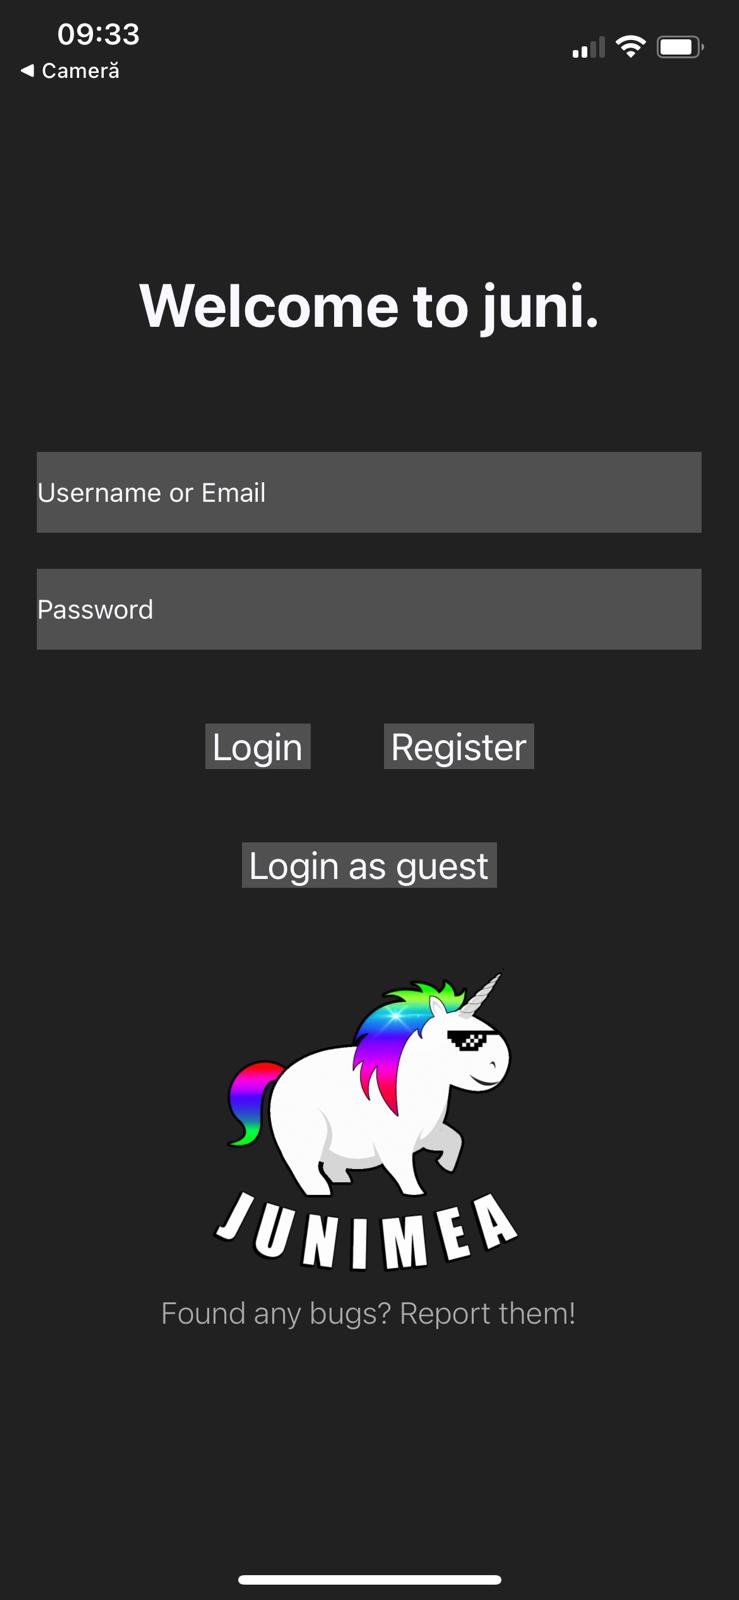 09:33
◀ Cameră
Welcome to juni.
Username or Email
Password
Login Register
Login as guest
JUNIMEA
Found any bugs? Report them!